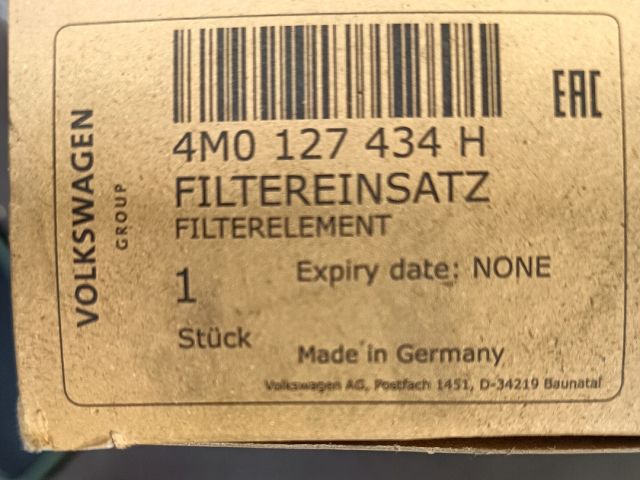 VOLKSWAGEN
GROUP
EAC
4M0 127 434 H
FILTEREINSATZ
FILTERELEMENT
1
Expiry date: NONE
Stück
Made in Germany
Volkswagen AG, Postfach 1451, D-34219 Baunatal